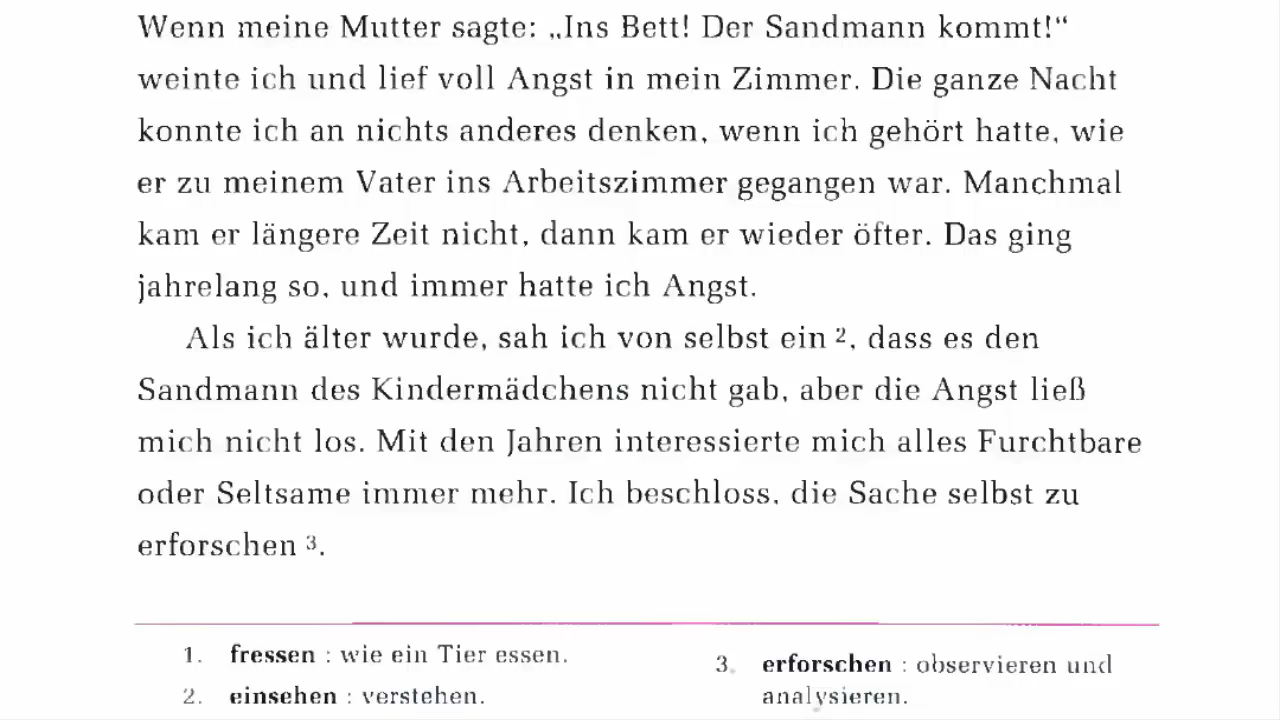 Wenn meine Mutter sagte: „Ins Bett! Der Sandmann kommt!“
weinte ich und lief voll Angst in mein Zimmer. Die ganze Nacht
konnte ich an nichts anderes denken, wenn ich gehört hatte, wie
er zu meinem Vater ins Arbeitszimmer gegangen war. Manchmal
kam er längere Zeit nicht, dann kam er wieder öfter. Das ging
jahrelang so, und immer hatte ich Angst.
Als ich älter wurde, sah ich von selbst ein ², dass es den
Sandmann des Kindermädchens nicht gab, aber die Angst ließ
mich nicht los. Mit den Jahren interessierte mich alles Furchtbare
oder Seltsame immer mehr. Ich beschloss, die Sache selbst zu
erforschen ³.
1. fressen : wie ein Tier essen.
2. einsehen : verstehen.
3. erforschen : observieren und
analysieren.